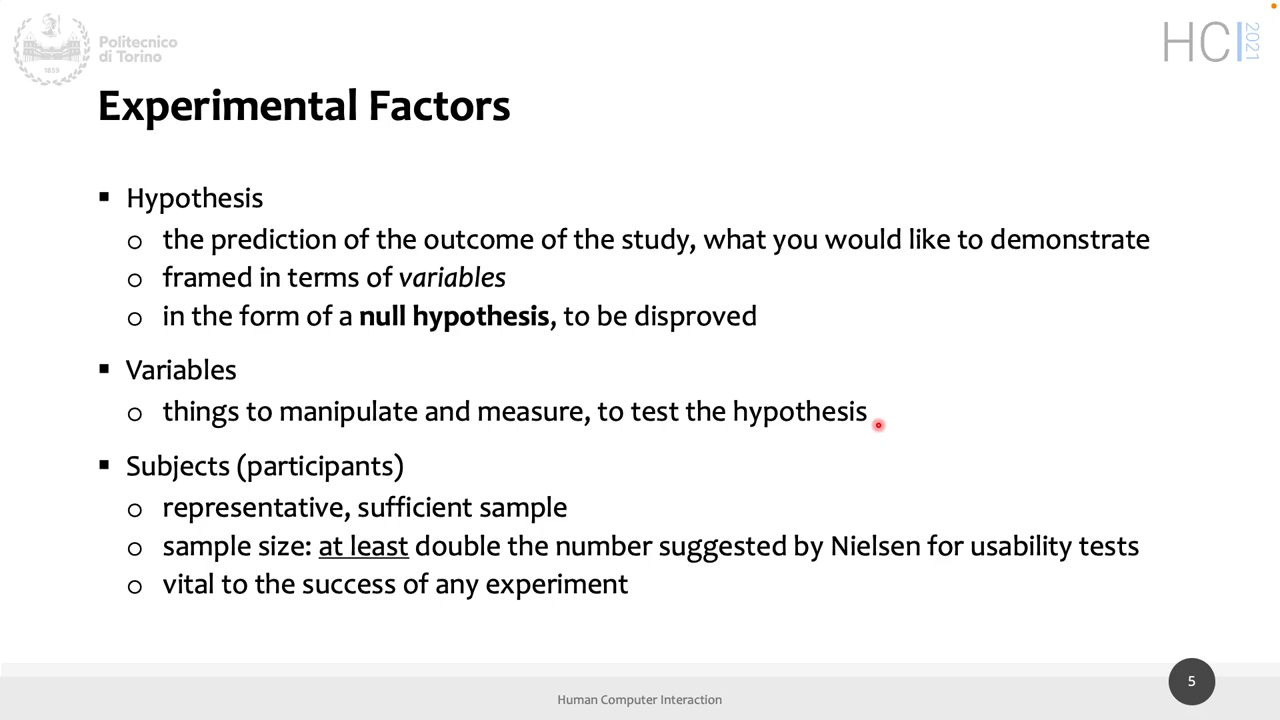 Politecnico
di Torino
1859
HCI 2021
Experimental Factors
▪ Hypothesis
o the prediction of the outcome of the study, what you would like to demonstrate
o framed in terms of variables
o in the form of a null hypothesis, to be disproved
▪ Variables
o things to manipulate and measure, to test the hypothesis
▪ Subjects (participants)
o representative, sufficient sample
o sample size: at least double the number suggested by Nielsen for usability tests
o vital to the success of any experiment
Human Computer Interaction
5